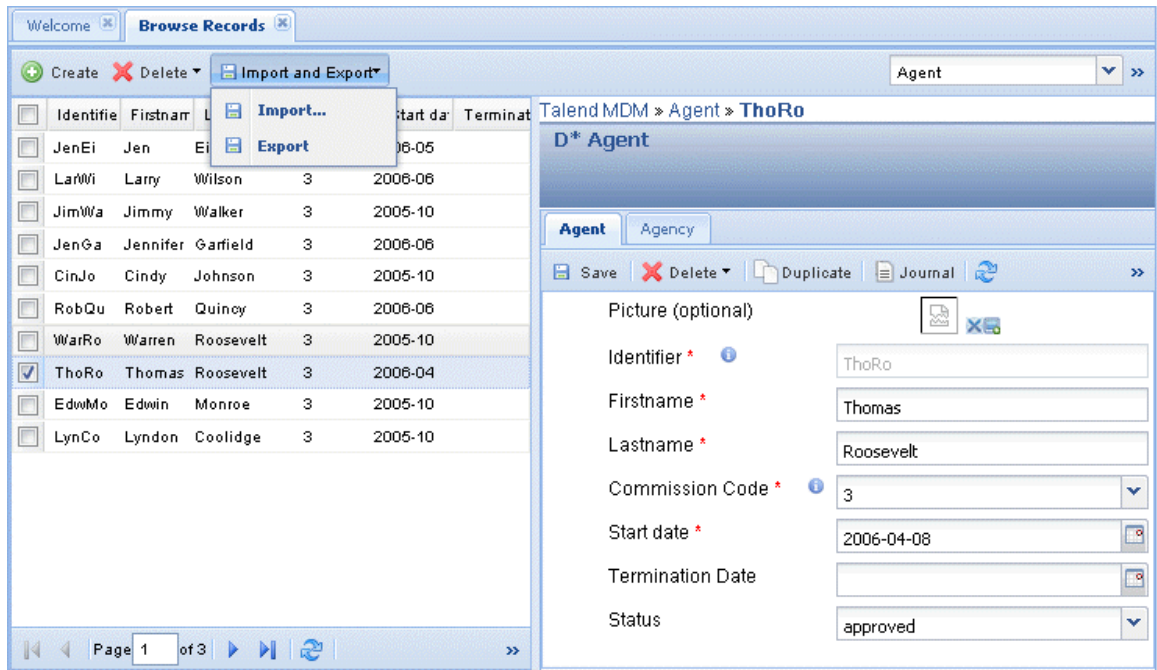 Welcome Browse Records
Create Delete Import and Export Agent
Identifie Firstnam L Start da Terminat
Import...
Export
JenEi Jen Ei 06-05
LarWi Larry Wilson 3 2006-06
JimWa Jimmy Walker 3 2005-10
JenGa Jennifer Garfield 3 2006-06
CinJo Cindy Johnson 3 2005-10
RobQu Robert Quincy 3 2006-06
WarRo Warren Roosevelt 3 2005-10
ThoRo Thomas Roosevelt 3 2006-04
EdwMo Edwin Monroe 3 2005-10
LynCo Lyndon Coolidge 3 2005-10
Page 1 of 3 »
Talend MDM » Agent » ThoRo
D* Agent
Agent Agency
Save Delete Duplicate Journal »
Picture (optional)
Identifier * ThoRo
Firstname * Thomas
Lastname * Roosevelt
Commission Code * 3
Start date * 2006-04-08
Termination Date
Status approved